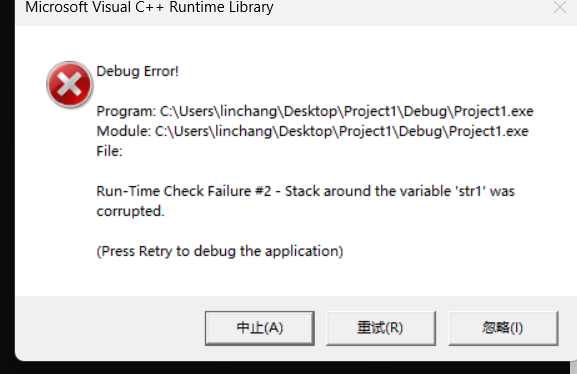 Microsoft Visual C++ Runtime Library
Debug Error!
Program: C:\Users\linchang\Desktop\Project1\Debug\Project1.exe
Module: C:\Users\linchang\Desktop\Project1\Debug\Project1.exe
File:
Run-Time Check Failure #2 - Stack around the variable 'str1' was
corrupted.
(Press Retry to debug the application)
中止(A) 重试(R) 忽略(I)